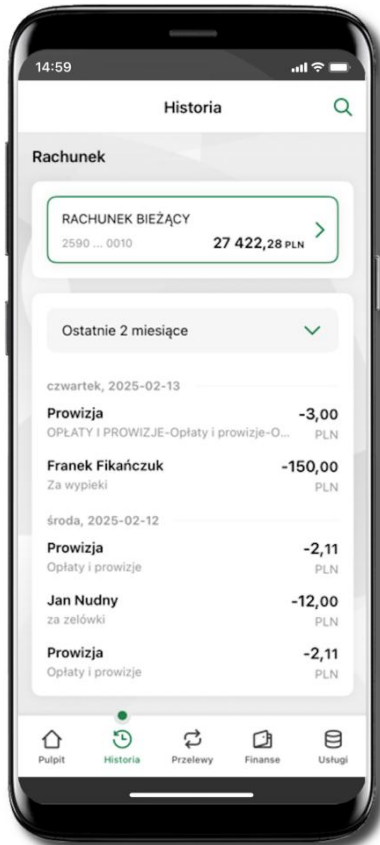 14:59
Historia
Rachunek
RACHUNEK BIEŻĄCY
2590 ... 0010 27 422,28 PLN
Ostatnie 2 miesiące
czwartek, 2025-02-13
Prowizja -3,00
OPŁATY I PROWIZJE-Opłaty i prowizje-O... PLN
Franek Fikańczuk -150,00
Za wypieki PLN
środa, 2025-02-12
Prowizja -2,11
Opłaty i prowizje PLN
Jan Nudny -12,00
za zelówki PLN
Prowizja -2,11
Opłaty i prowizje PLN
Pulpit Historia Przelewy Finanse Usługi